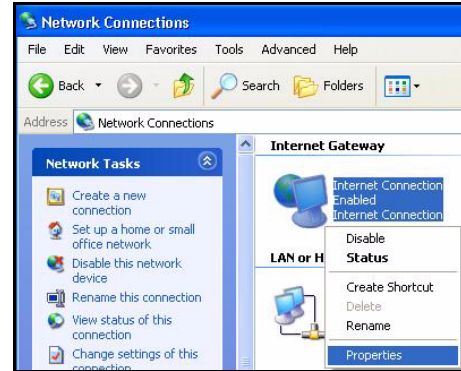 Network Connections
File Edit View Favorites Tools Advanced Help
Back Search Folders
Address Network Connections
Network Tasks
Create a new
connection
Set up a home or small
office network
Disable this network
device
Rename this connection
View status of this
connection
Change settings of this
connection
Internet Gateway
Internet Connection
Enabled
Internet Connection
LAN or H
Disable
Status
Create Shortcut
Delete
Rename
Properties